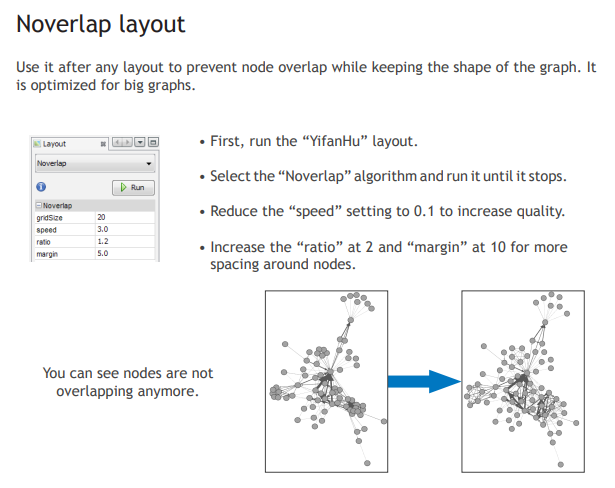 Noverlap layout
Use it after any layout to prevent node overlap while keeping the shape of the graph. It
is optimized for big graphs.
Layout
Noverlap
Run
Noverlap
gridSize 20
speed 3.0
ratio 1.2
margin 5.0
• First, run the “YifanHu” layout.
• Select the “Noverlap” algorithm and run it until it stops.
• Reduce the “speed” setting to 0.1 to increase quality.
• Increase the “ratio” at 2 and “margin” at 10 for more
spacing around nodes.
You can see nodes are not
overlapping anymore.